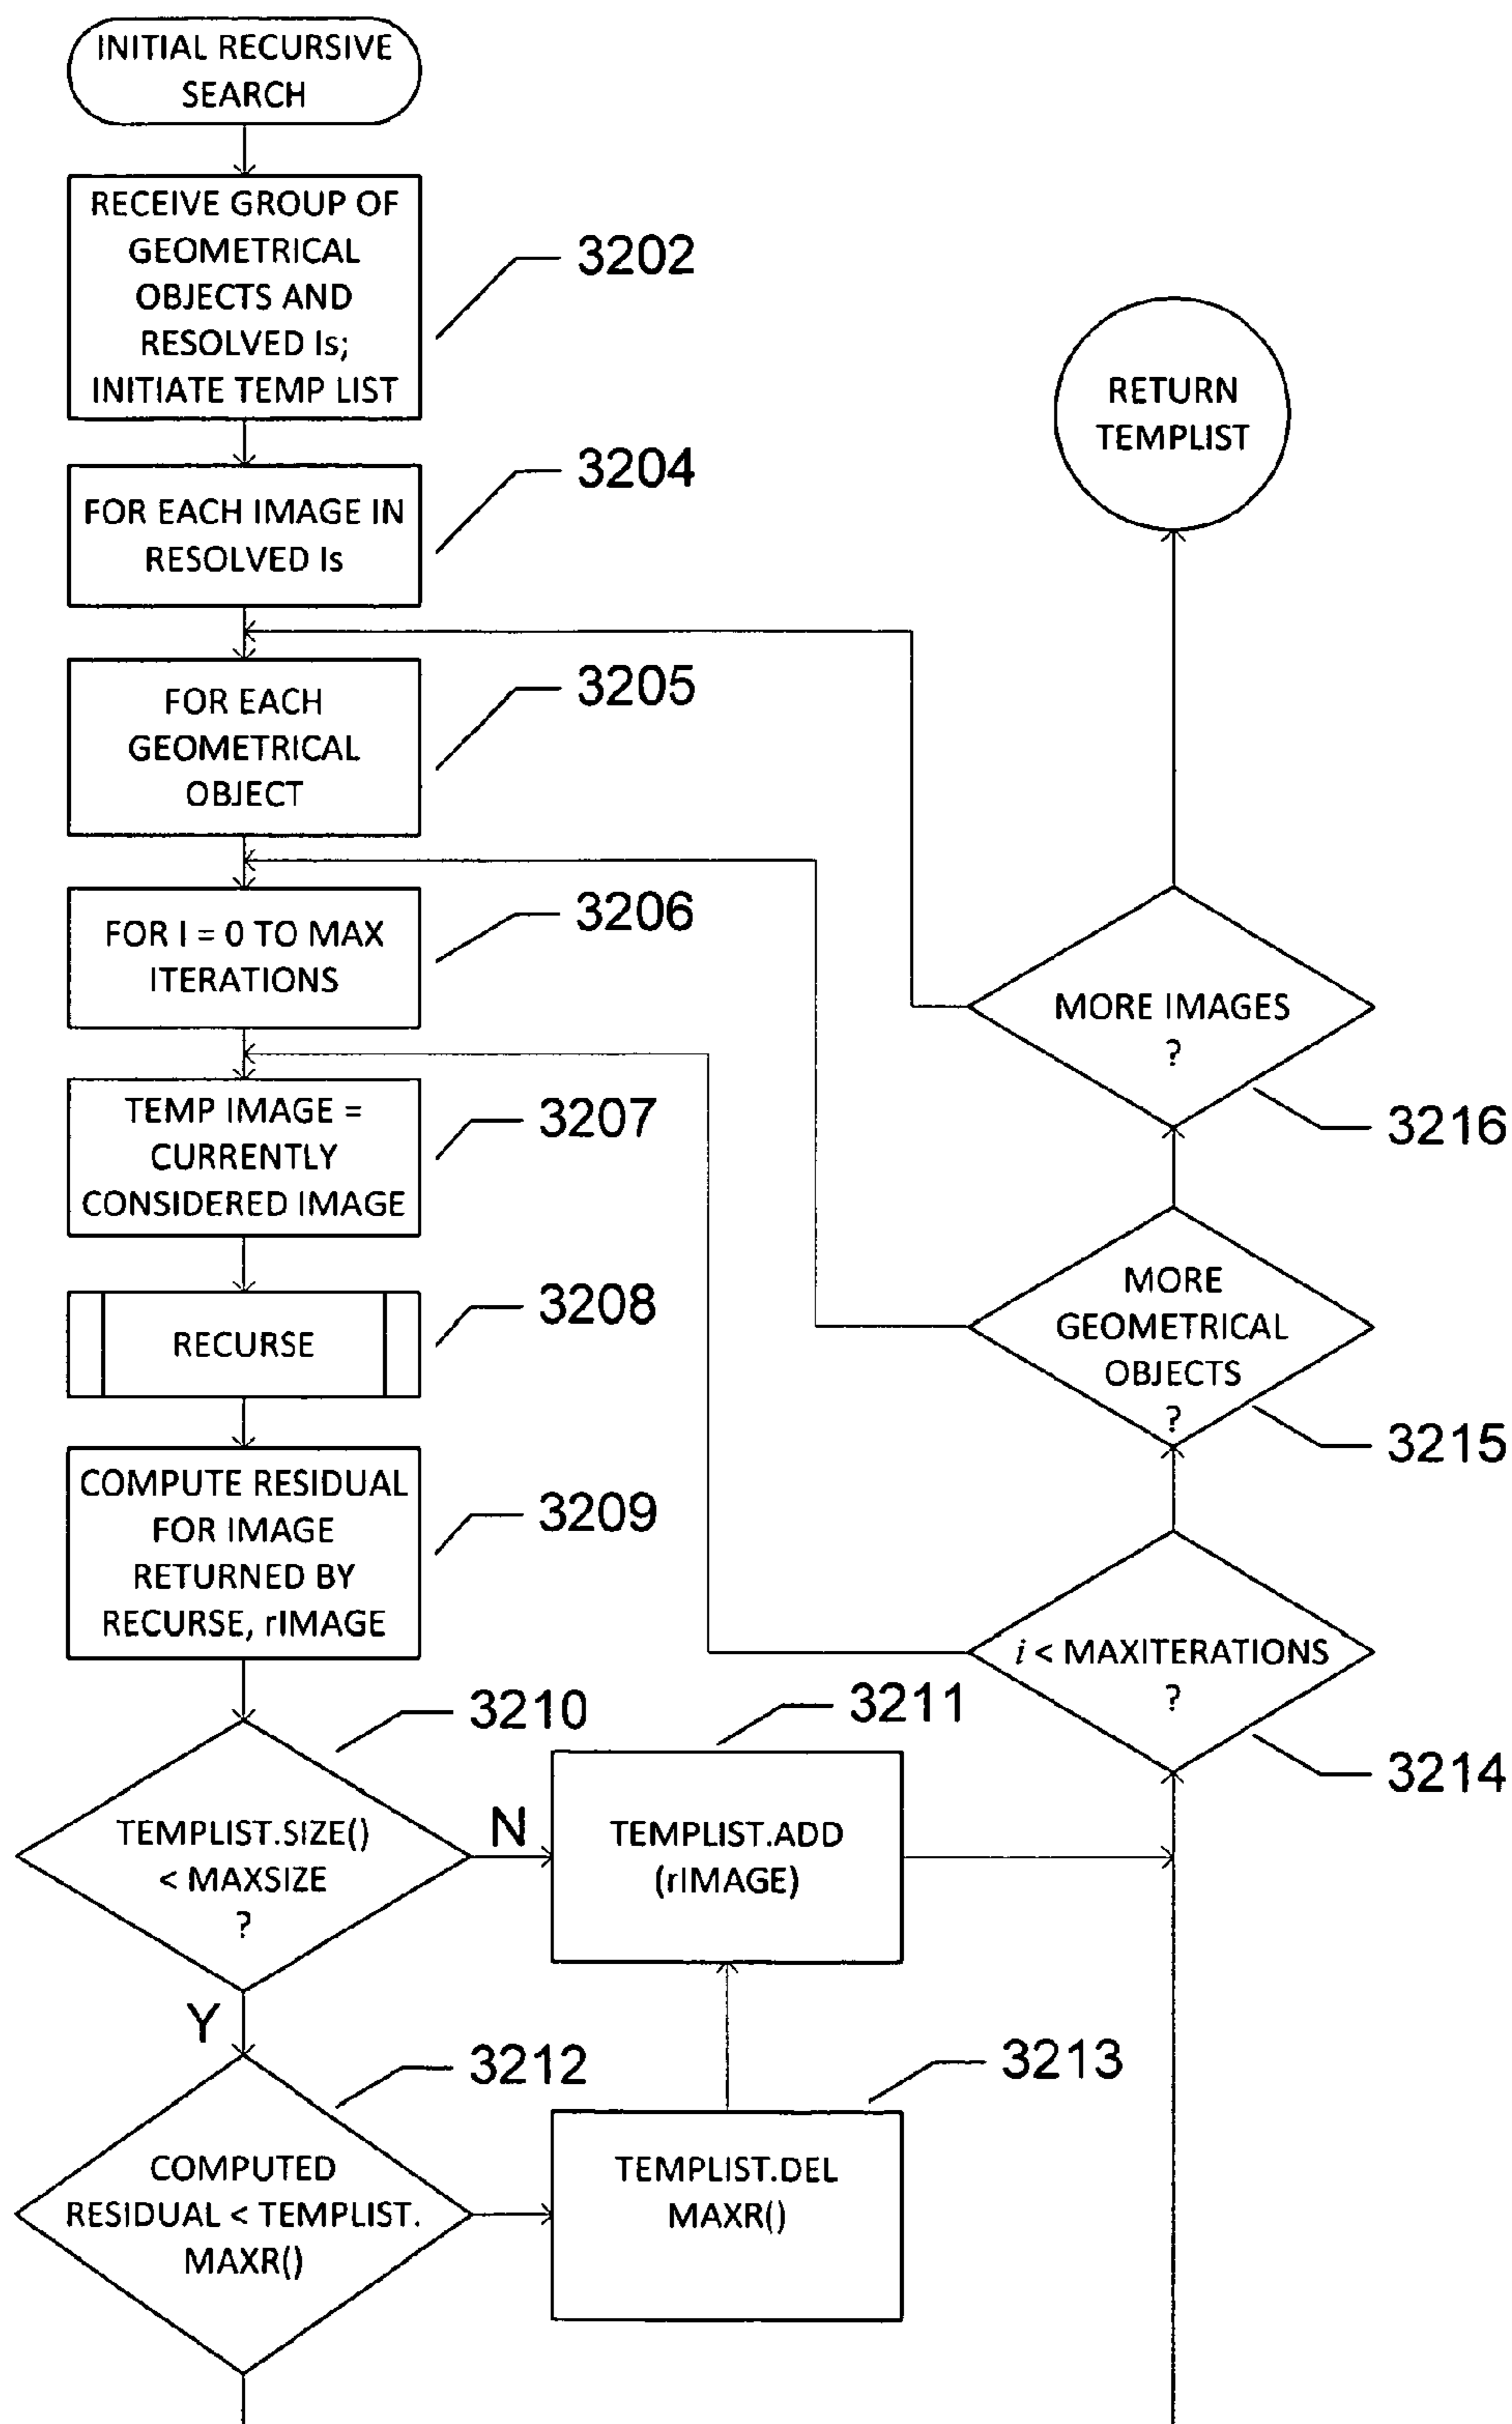 INITIAL RECURSIVE
SEARCH
RECEIVE GROUP OF
GEOMETRICAL
OBJECTS AND
RESOLVED Is;
INITIATE TEMP LIST
3202
FOR EACH IMAGE IN
RESOLVED Is
3204
FOR EACH
GEOMETRICAL
OBJECT
3205
FOR I = 0 TO MAX
ITERATIONS
3206
TEMP IMAGE =
CURRENTLY
CONSIDERED IMAGE
3207
RECURSE
3208
COMPUTE RESIDUAL
FOR IMAGE
RETURNED BY
RECURSE, rIMAGE
3209
TEMPLIST.SIZE()
< MAXSIZE
?
3210
N
Y
TEMPLIST.ADD
(rIMAGE)
3211
COMPUTED
RESIDUAL < TEMPLIST.
MAXR()
3212
TEMPLIST.DEL
MAXR()
3213
i < MAXITERATIONS
?
3214
MORE
GEOMETRICAL
OBJECTS
?
3215
MORE IMAGES
?
3216
RETURN
TEMPLIST